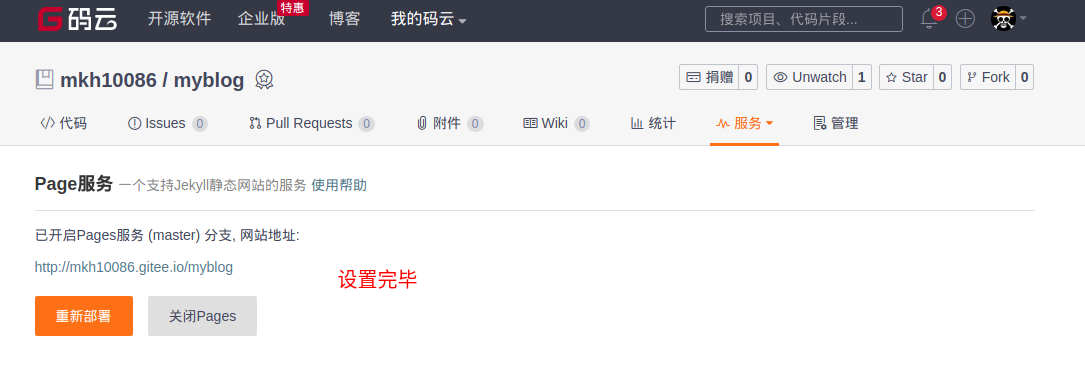 码云 开源软件 企业版 特惠 博客 我的码云 搜索项目、代码片段... 3
mkh10086 / myblog 捐赠 0 Unwatch 1 Star 0 Fork 0
代码 Issues 0 Pull Requests 0 附件 0 Wiki 0 统计 服务 管理
Page服务 一个支持Jekyll静态网站的服务 使用帮助
已开启Pages服务 (master) 分支, 网站地址:
http://mkh10086.gitee.io/myblog
设置完毕
重新部署 关闭Pages